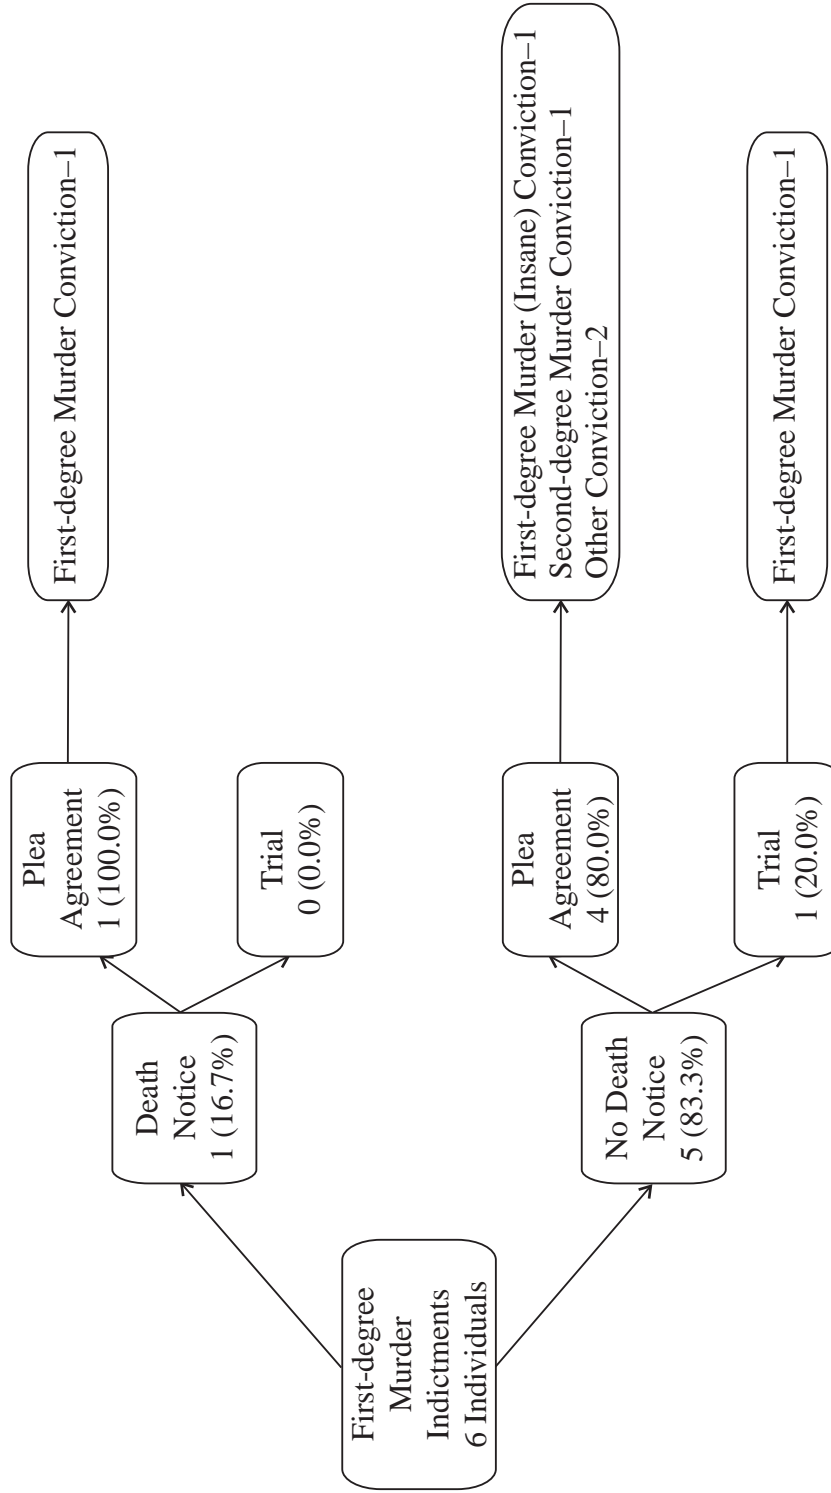 First-degree
Murder
Indictments
6 Individuals
Death
Notice
1 (16.7%)
No Death
Notice
5 (83.3%)
Plea
Agreement
1 (100.0%)
Trial
0 (0.0%)
Plea
Agreement
4 (80.0%)
Trial
1 (20.0%)
First-degree Murder Conviction–1
First-degree Murder (Insane) Conviction–1
Second-degree Murder Conviction–1
Other Conviction–2
First-degree Murder Conviction–1